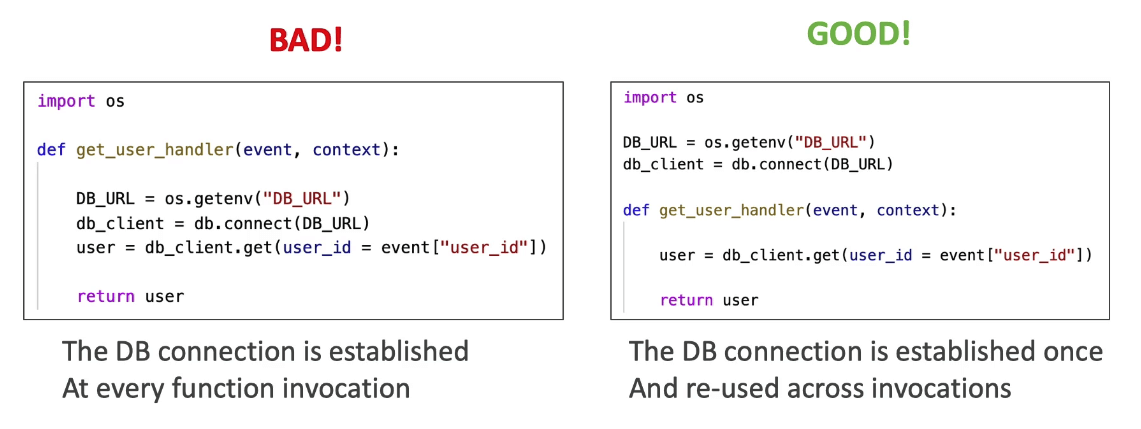 BAD!
import os
def get_user_handler(event, context):
DB_URL = os.getenv("DB_URL")
db_client = db.connect(DB_URL)
user = db_client.get(user_id = event["user_id"])
return user
The DB connection is established
At every function invocation
GOOD!
import os
DB_URL = os.getenv("DB_URL")
db_client = db.connect(DB_URL)
def get_user_handler(event, context):
user = db_client.get(user_id = event["user_id"])
return user
The DB connection is established once
And re-used across invocations